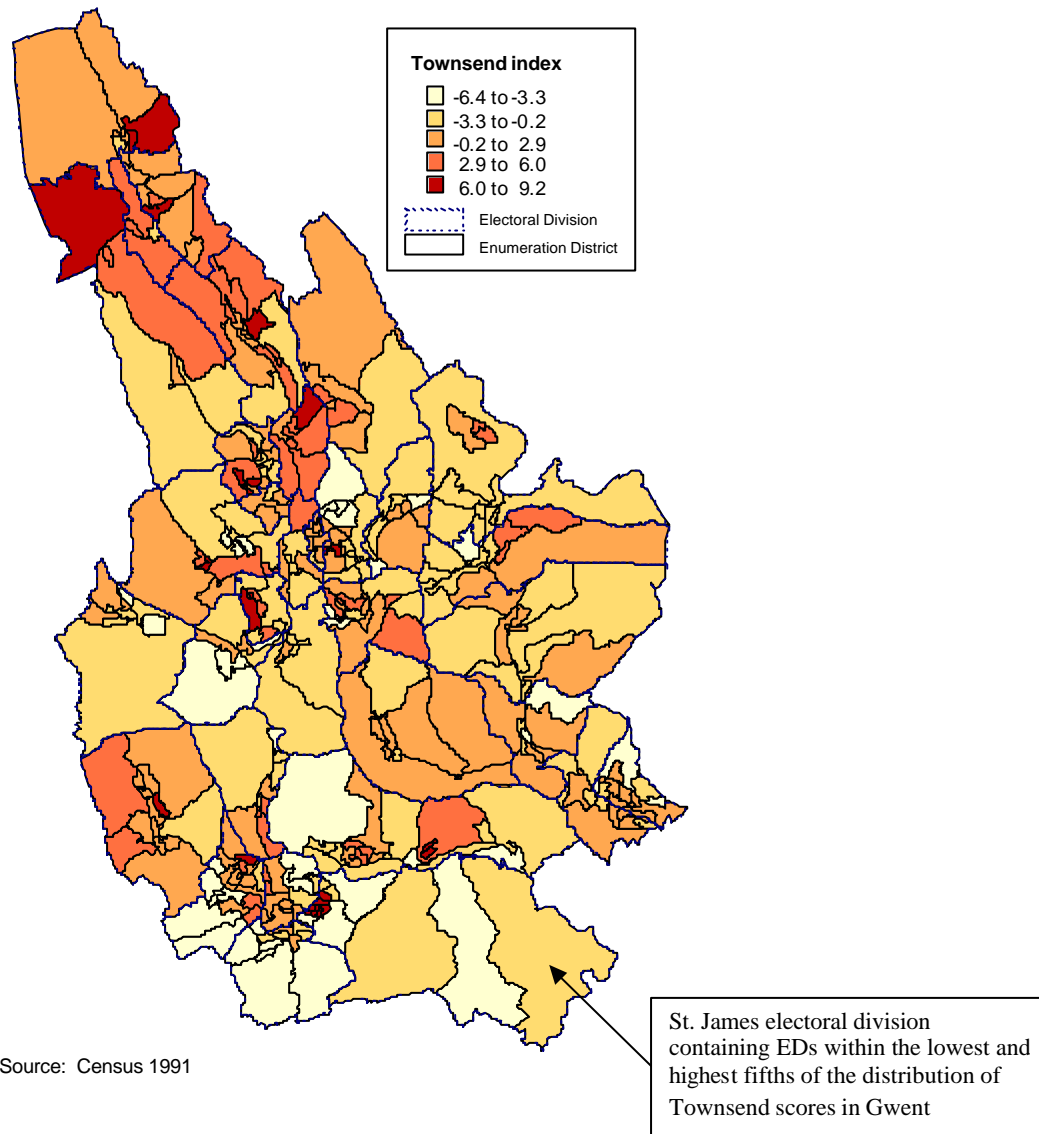 Townsend index
-6.4 to -3.3
-3.3 to -0.2
-0.2 to 2.9
2.9 to 6.0
6.0 to 9.2
Electoral Division
Enumeration District
St. James electoral division
containing EDs within the lowest and
highest fifths of the distribution of
Townsend scores in Gwent
Source: Census 1991